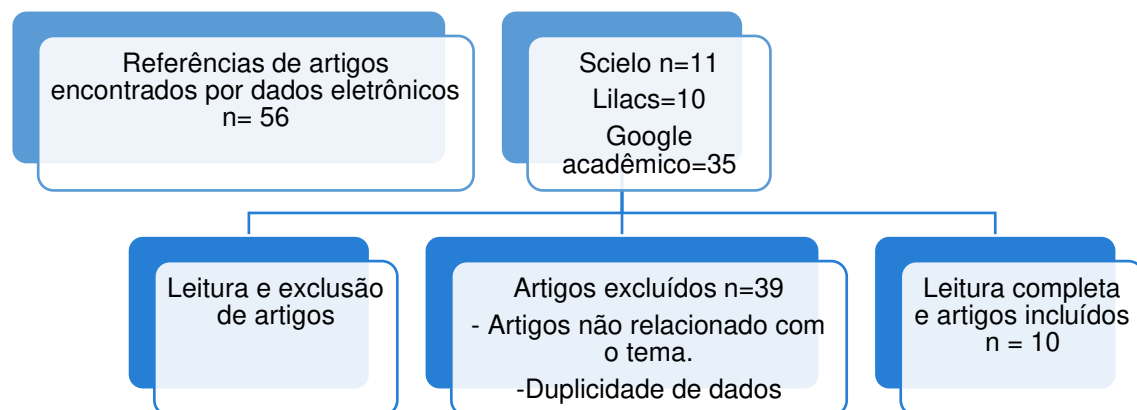 Referências de artigos
encontrados por dados eletrônicos
n= 56
Scielo n=11
Lilacs=10
Google
acadêmico=35
Leitura e exclusão
de artigos
Artigos excluídos n=39
- Artigos não relacionado com
o tema.
-Duplicidade de dados
Leitura completa
e artigos incluídos
n = 10